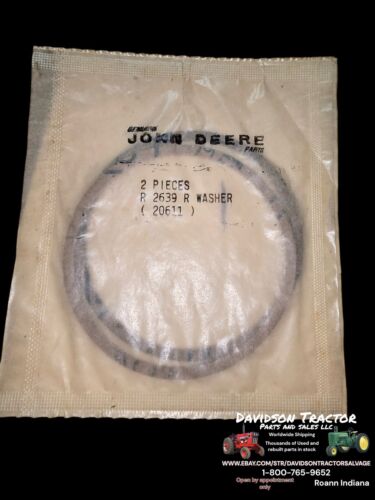 GENUINE
JOHN DEERE
PARTS
2 PIECES
R 2639 R WASHER
( 20611 )
Davidson Tractor
Parts and sales LLC
Worldwide Shipping
Thousands of Used and
rebuilt parts in stock
WWW.EBAY.COM/STR/DAVIDSONTRACTORSALVAGE
1-800-765-9652
Open by appointment
only
Roann Indiana